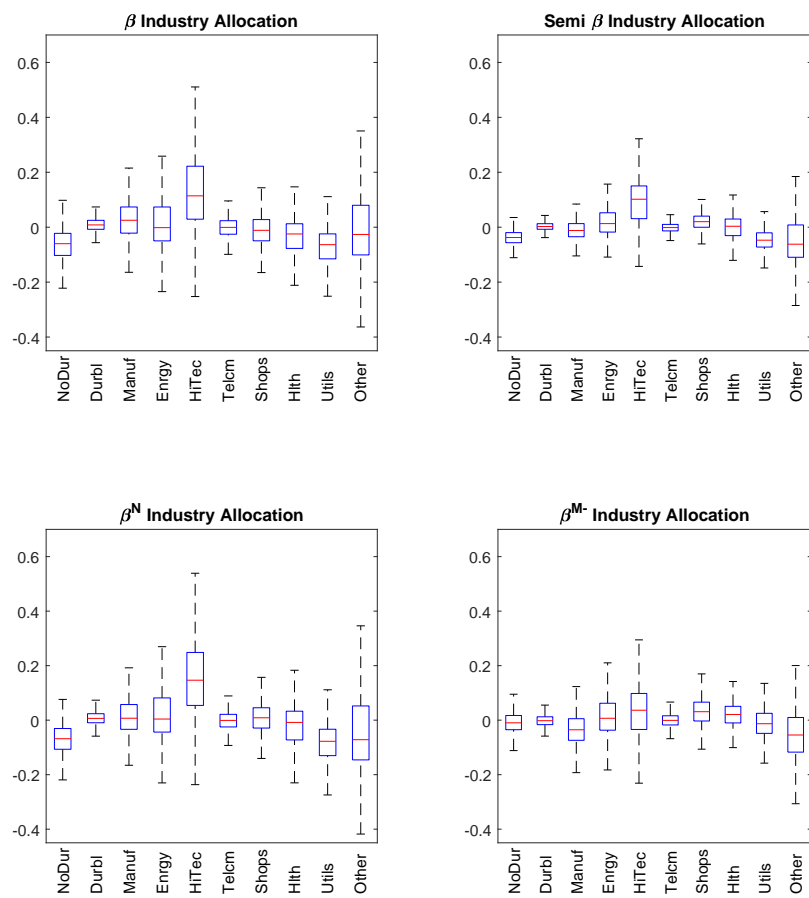 β Industry Allocation
0.6
0.4
0.2
0
-0.2
-0.4
NoDur
Durbl
Manuf
Enrgy
HiTec
Telcm
Shops
Hlth
Utils
Other
Semi β Industry Allocation
0.6
0.4
0.2
0
-0.2
-0.4
NoDur
Durbl
Manuf
Enrgy
HiTec
Telcm
Shops
Hlth
Utils
Other
β^N Industry Allocation
0.6
0.4
0.2
0
-0.2
-0.4
NoDur
Durbl
Manuf
Enrgy
HiTec
Telcm
Shops
Hlth
Utils
Other
β^M- Industry Allocation
0.6
0.4
0.2
0
-0.2
-0.4
NoDur
Durbl
Manuf
Enrgy
HiTec
Telcm
Shops
Hlth
Utils
Other